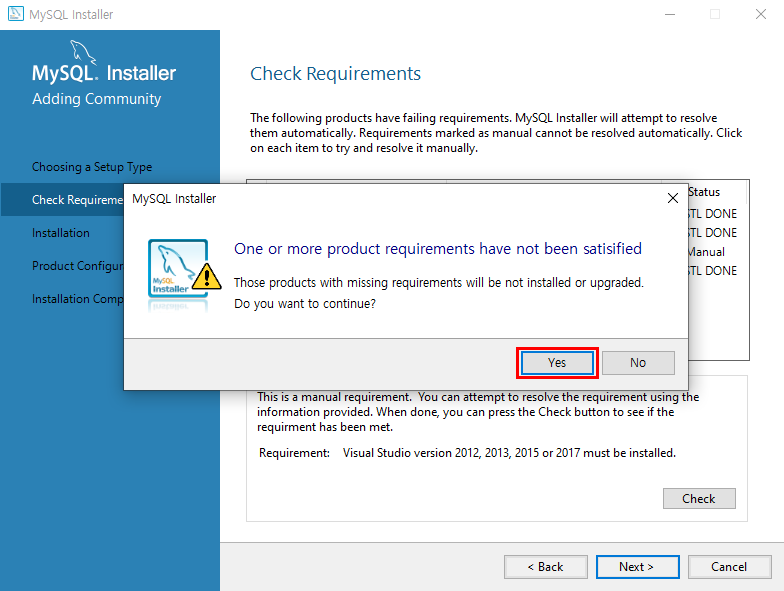 MySQL Installer
MySQL. Installer
Adding Community
Choosing a Setup Type
Check Requireme
Installation
Product Configur
Installation Comp
Check Requirements
The following products have failing requirements. MySQL Installer will attempt to resolve
them automatically. Requirements marked as manual cannot be resolved automatically. Click
on each item to try and resolve it manually.
Status
STL DONE
STL DONE
Manual
STL DONE
MySQL Installer
MySQL
Installer
One or more product requirements have not been satisified
Those products with missing requirements will be not installed or upgraded.
Do you want to continue?
Yes
No
This is a manual requirement. You can attempt to resolve the requirement using the
information provided. When done, you can press the Check button to see if the
requirment has been met.
Requirement: Visual Studio version 2012, 2013, 2015 or 2017 must be installed.
Check
< Back
Next >
Cancel